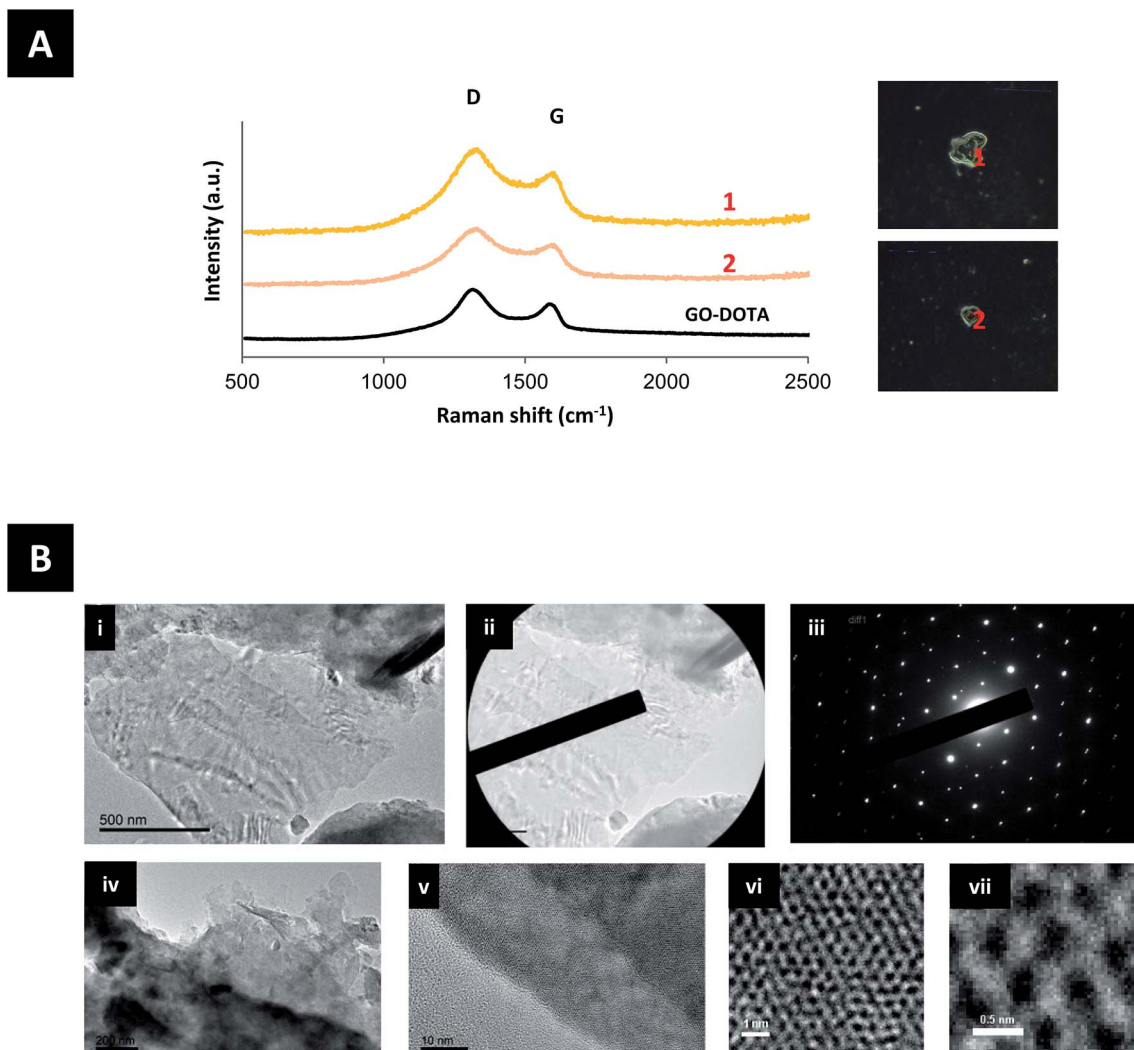 A
D
G
Intensity (a.u.)
1
2
GO-DOTA
500
1000
1500
2000
2500
Raman shift (cm⁻¹)
1
2
B
i
500 nm
ii
iii
diff1
iv
200 nm
v
10 nm
vi
1 nm
vii
0.5 nm